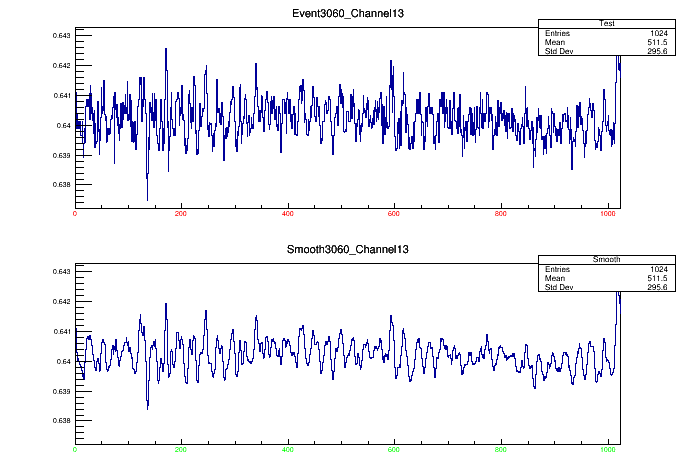 Event3060_Channel13
Test
Entries 1024
Mean 511.5
Std Dev 295.6
0.643
0.642
0.641
0.64
0.639
0.638
0 200 400 600 800 1000
Smooth3060_Channel13
Smooth
Entries 1024
Mean 511.5
Std Dev 295.6
0.643
0.642
0.641
0.64
0.639
0.638
0 200 400 600 800 1000